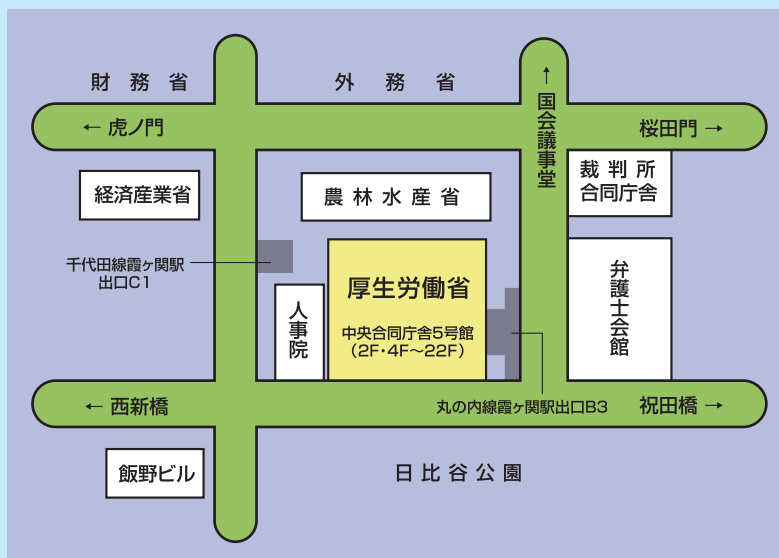 財務省
外務省
← 虎ノ門
↑ 国会議事堂
桜田門 →
経済産業省
農林水産省
裁判所
合同庁舎
千代田線霞ヶ関駅
出口C1
厚生労働省
中央合同庁舎5号館
(2F・4F〜22F)
人事院
弁護士会館
← 西新橋
丸の内線霞ヶ関駅出口B3
祝田橋 →
飯野ビル
日比谷公園